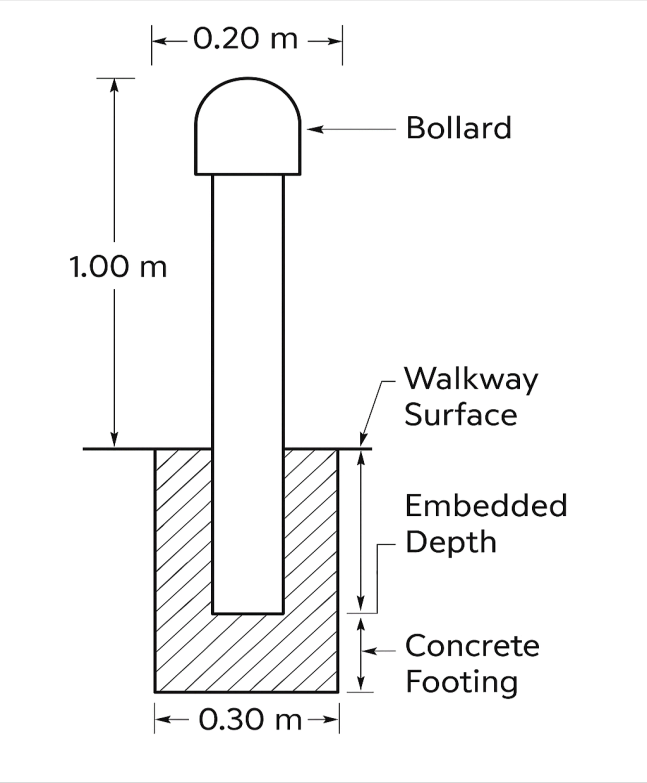 0.20 m
Bollard
1.00 m
Walkway
Surface
Embedded
Depth
Concrete
Footing
0.30 m